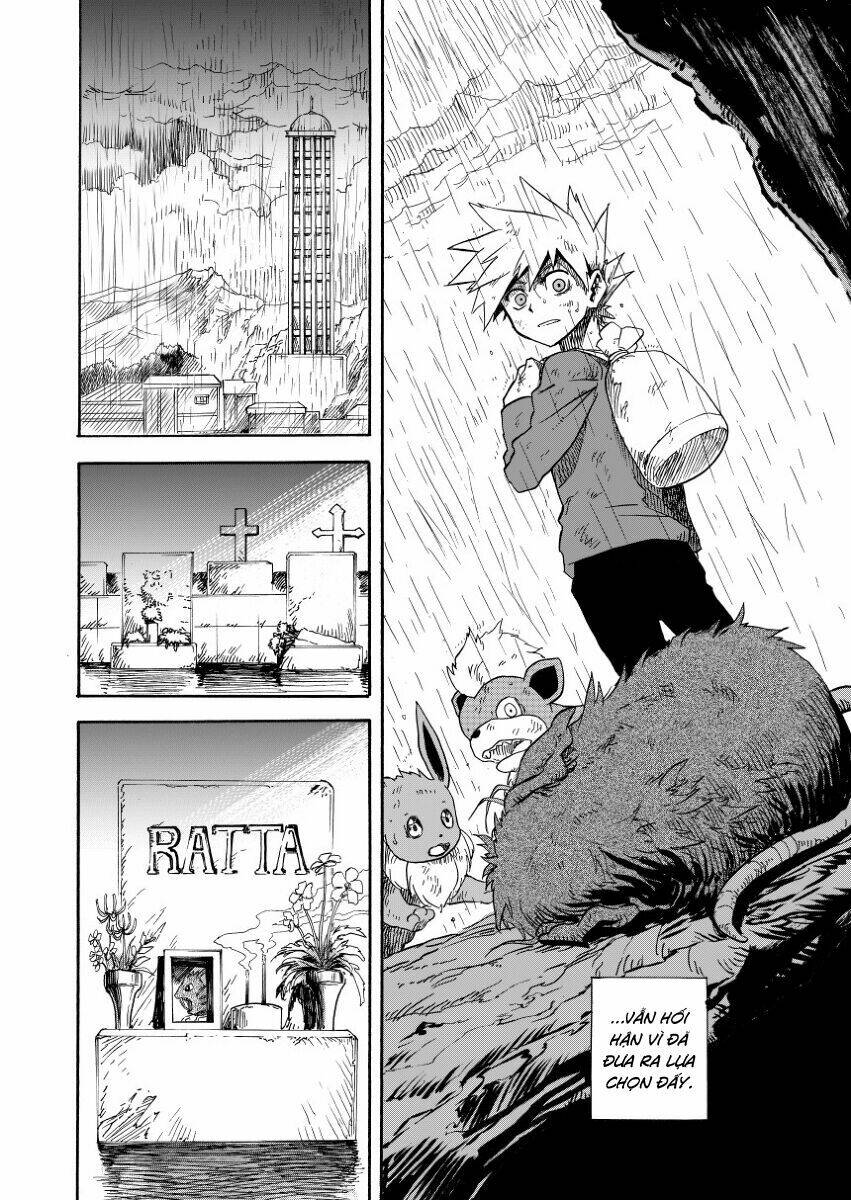 ...VẪN HỐI
HẬN VÌ ĐÃ
ĐƯA RA LỰA
CHỌN ĐẤY.
RATTA